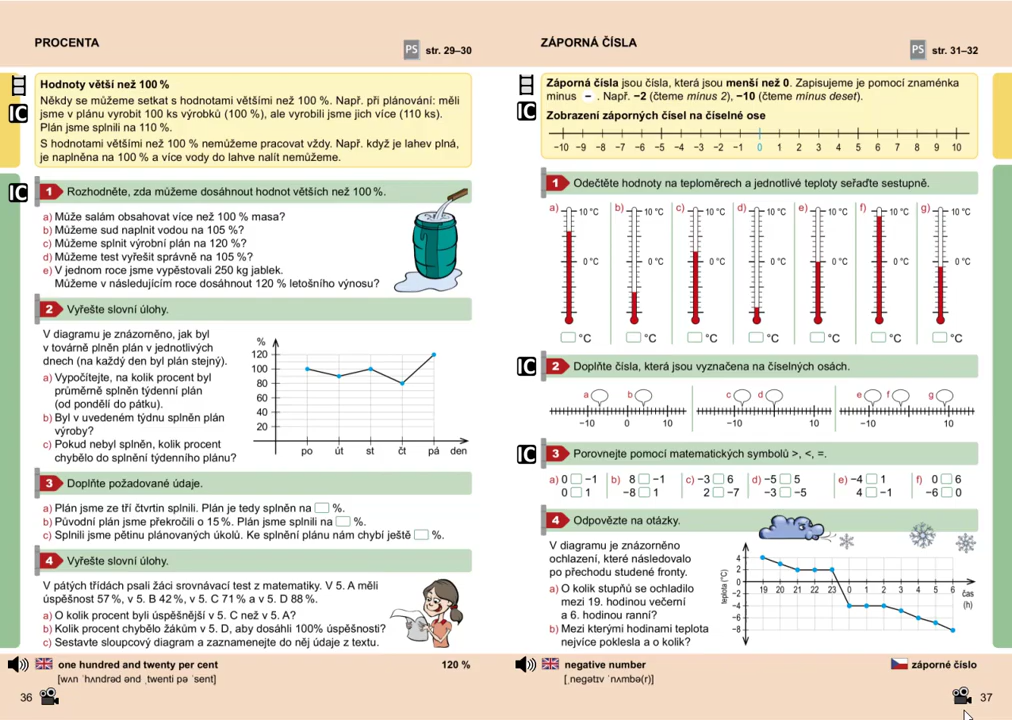 PROCENTA
PS str. 29–30
Hodnoty větší než 100 %
Někdy se můžeme setkat s hodnotami většími než 100 %. Např. při plánování: měli
jsme v plánu vyrobit 100 ks výrobků (100 %), ale vyrobili jsme jich více (110 ks).
Plán jsme splnili na 110 %.
S hodnotami většími než 100 % nemůžeme pracovat vždy. Např. když je lahev plná,
je naplněna na 100 % a více vody do lahve nalít nemůžeme.
IC
IC
1 Rozhodněte, zda můžeme dosáhnout hodnot větších než 100 %.
a) Může salám obsahovat více než 100 % masa?
b) Můžeme sud naplnit vodou na 105 %?
c) Můžeme splnit výrobní plán na 120 %?
d) Můžeme test vyřešit správně na 105 %?
e) V jednom roce jsme vypěstovali 250 kg jablek.
Můžeme v následujícím roce dosáhnout 120 % letošního výnosu?
2 Vyřešte slovní úlohy.
V diagramu je znázorněno, jak byl
v továrně plněn plán v jednotlivých
dnech (na každý den byl plán stejný).
a) Vypočítejte, na kolik procent byl
průměrně splněn týdenní plán
(od pondělí do pátku).
b) Byl v uvedeném týdnu splněn plán
výroby?
c) Pokud nebyl splněn, kolik procent
chybělo do splnění týdenního plánu?
%
120
100
80
60
40
20
po út st čt pá den
3 Doplňte požadované údaje.
a) Plán jsme ze tří čtvrtin splnili. Plán je tedy splněn na %.
b) Původní plán jsme překročili o 15 %. Plán jsme splnili na %.
c) Splnili jsme pětinu plánovaných úkolů. Ke splnění plánu nám chybí ještě %.
4 Vyřešte slovní úlohy.
V pátých třídách psali žáci srovnávací test z matematiky. V 5. A měli
úspěšnost 57 %, v 5. B 42 %, v 5. C 71 % a v 5. D 88 %.
a) O kolik procent byli úspěšnější v 5. C než v 5. A?
b) Kolik procent chybělo žákům v 5. D, aby dosáhli 100% úspěšnosti?
c) Sestavte sloupcový diagram a zaznamenejte do něj údaje z textu.
one hundred and twenty per cent 120 %
[wʌn ˈhʌndrəd ənd ˌtwenti pə ˈsent]
36
ZÁPORNÁ ČÍSLA
PS str. 31–32
Záporná čísla jsou čísla, která jsou menší než 0. Zapisujeme je pomocí znaménka
minus − . Např. −2 (čteme mínus 2), −10 (čteme mínus deset).
Zobrazení záporných čísel na číselné ose
−10 −9 −8 −7 −6 −5 −4 −3 −2 −1 0 1 2 3 4 5 6 7 8 9 10
IC
1 Odečtěte hodnoty na teploměrech a jednotlivé teploty seřaďte sestupně.
a) b) c) d) e) f) g)
10 °C 10 °C 10 °C 10 °C 10 °C 10 °C 10 °C
0 °C 0 °C 0 °C 0 °C 0 °C 0 °C 0 °C
°C °C °C °C °C °C °C
IC
2 Doplňte čísla, která jsou vyznačena na číselných osách.
a b c d e f g
−10 0 10 −10 10 −10 10
IC
3 Porovnejte pomocí matematických symbolů >, <, =.
a) 0 −1 b) 8 −1 c) −3 6 d) −5 5 e) −4 1 f) 0 6
0 1 −8 1 2 −7 −3 −5 4 −1 −6 0
4 Odpovězte na otázky.
V diagramu je znázorněno
ochlazení, které následovalo
po přechodu studené fronty.
a) O kolik stupňů se ochladilo
mezi 19. hodinou večerní
a 6. hodinou ranní?
b) Mezi kterými hodinami teplota
nejvíce poklesla a o kolik?
teplota (°C)
4
2
0
−2
−4
−6
−8
19 20 21 22 23 0 1 2 3 4 5 6 čas
(h)
negative number záporné číslo
[ˌnegətɪv ˈnʌmbə(r)]
37